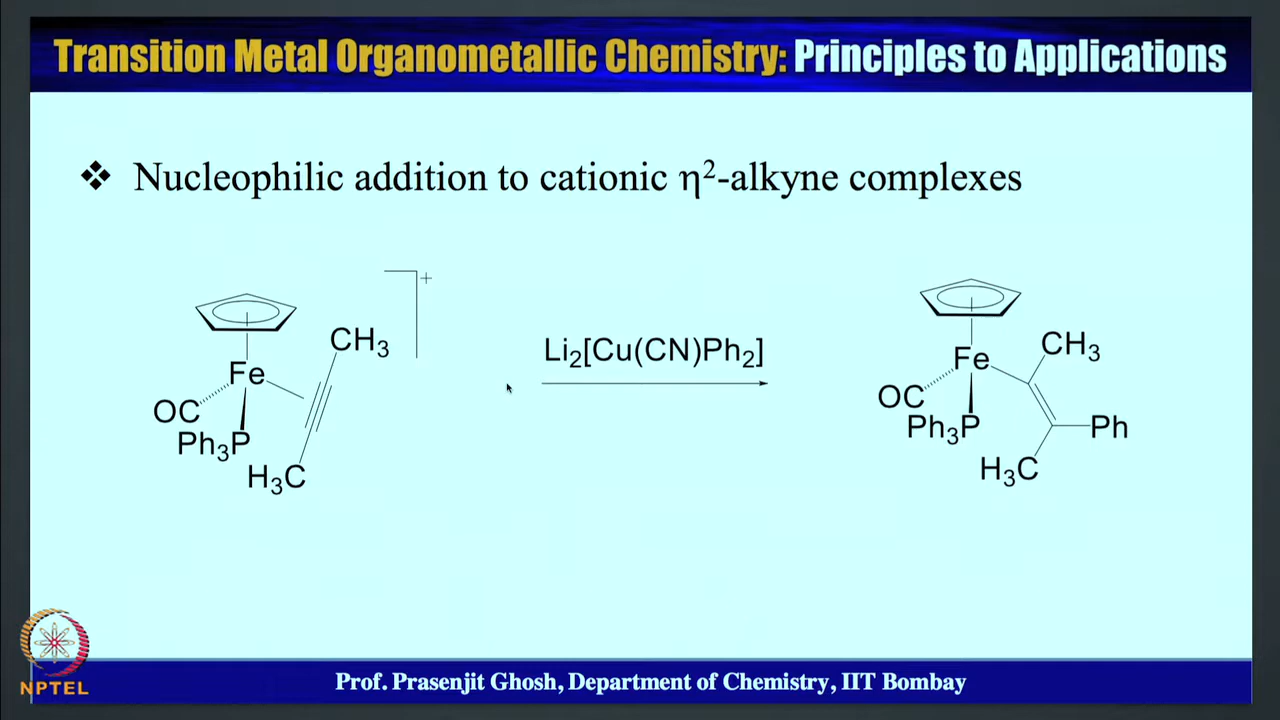 Transition Metal Organometallic Chemistry: Principles to Applications
❖ Nucleophilic addition to cationic η²-alkyne complexes
+
CH₃
Fe
OC
Ph₃P
H₃C
Li₂[Cu(CN)Ph₂]
CH₃
Fe
OC
Ph₃P
Ph
H₃C
NPTEL
Prof. Prasenjit Ghosh, Department of Chemistry, IIT Bombay